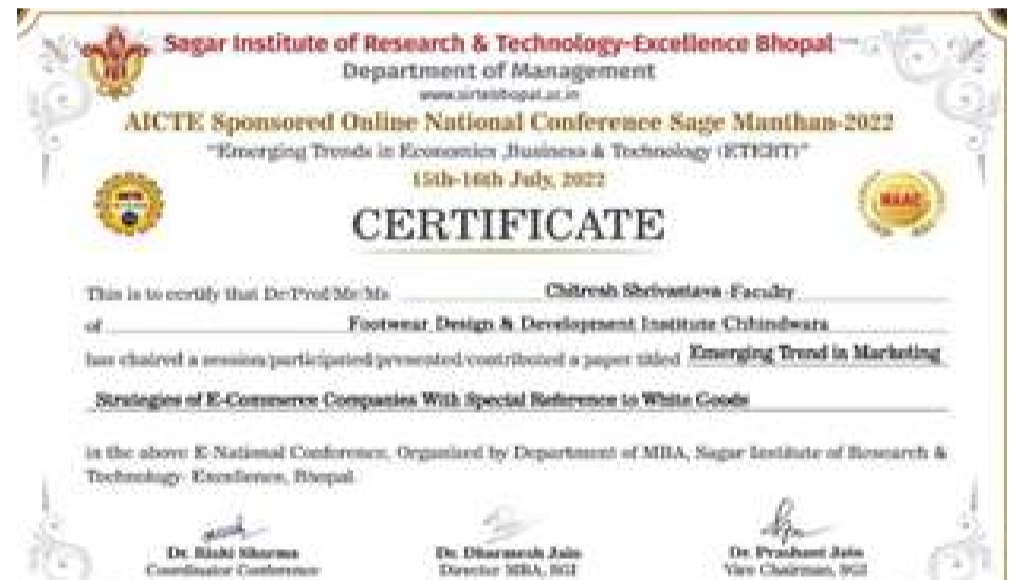 Sagar Institute of Research & Technology-Excellence Bhopal
Department of Management
AICTE Sponsored Online National Conference Sage Manthan-2022
"Emerging Trends in Economics ,Business & Technology (ETEBT)"
15th-16th July, 2022
NAAC
CERTIFICATE
This is to certify that Dr/Prof/Mr/Ms Chitresh Shrivastava -Faculty
of Footwear Design & Development Institute Chhindwara
has chaired a session/participated/presented/contributed a paper titled Emerging Trend in Marketing
Strategies of E-Commerce Companies With Special Reference to White Goods
in the above E-National Conference, Organized by Department of MBA, Sagar Institute of Research &
Technology- Excellence, Bhopal.
Dr. Rishi Sharma Dr. Dharmesh Jain Dr. Prashant Jain
Coordinator Conference Director MBA, SGI Vice Chairman, SGI